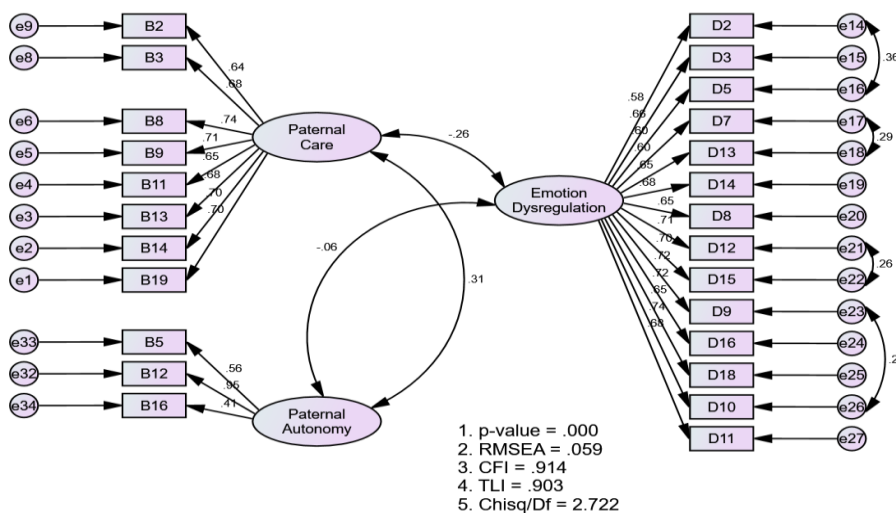 e9 B2
e8 B3
e6 B8
e5 B9
e4 B11
e3 B13
e2 B14
e1 B19
.64
.68
.74
.71
.65
.68
.70
.70
Paternal
Care
-.26
-.06
.31
e33 B5
e32 B12
e34 B16
.56
.95
.41
Paternal
Autonomy
Emotion
Dysregulation
.58
.66
.60
.60
.65
.68
.65
.71
.70
.72
.72
.65
.74
.68
D2 e14
D3 e15
D5 e16
D7 e17
D13 e18
D14 e19
D8 e20
D12 e21
D15 e22
D9 e23
D16 e24
D18 e25
D10 e26
D11 e27
.36
.29
.26
1. p-value = .000
2. RMSEA = .059
3. CFI = .914
4. TLI = .903
5. Chisq/Df = 2.722